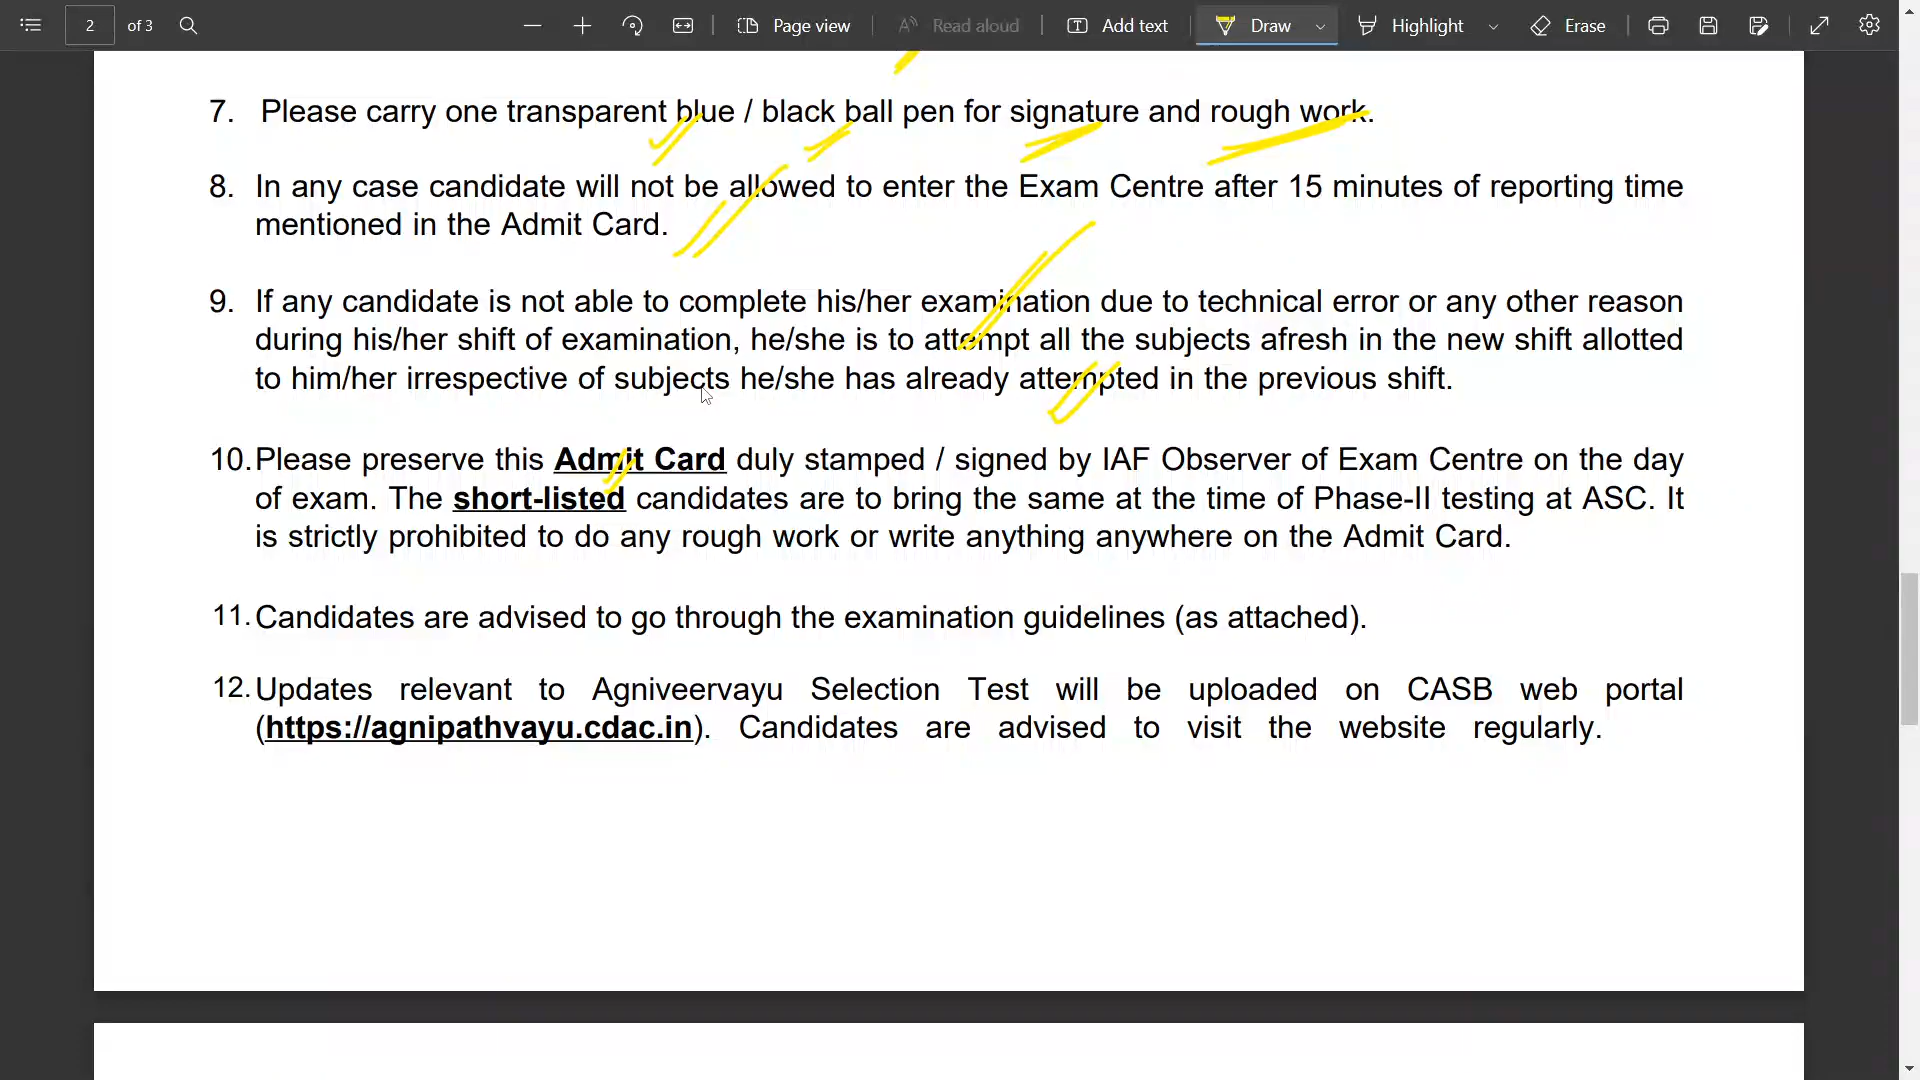 2 of 3 Page view Read aloud Add text Draw Highlight Erase
7. Please carry one transparent blue / black ball pen for signature and rough work.
8. In any case candidate will not be allowed to enter the Exam Centre after 15 minutes of reporting time
mentioned in the Admit Card.
9. If any candidate is not able to complete his/her examination due to technical error or any other reason
during his/her shift of examination, he/she is to attempt all the subjects afresh in the new shift allotted
to him/her irrespective of subjects he/she has already attempted in the previous shift.
10. Please preserve this Admit Card duly stamped / signed by IAF Observer of Exam Centre on the day
of exam. The short-listed candidates are to bring the same at the time of Phase-II testing at ASC. It
is strictly prohibited to do any rough work or write anything anywhere on the Admit Card.
11. Candidates are advised to go through the examination guidelines (as attached).
12. Updates relevant to Agniveervayu Selection Test will be uploaded on CASB web portal
(https://agnipathvayu.cdac.in). Candidates are advised to visit the website regularly.